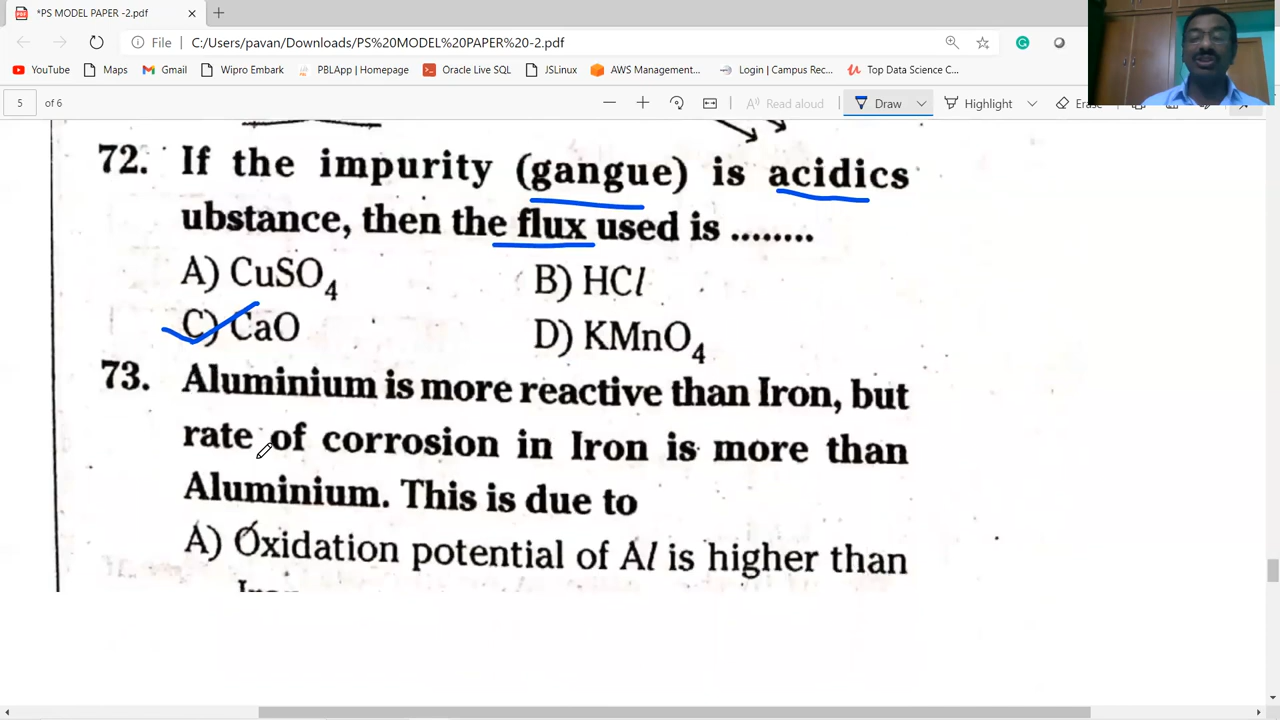 *PS MODEL PAPER -2.pdf
File C:/Users/pavan/Downloads/PS%20MODEL%20PAPER%20-2.pdf
YouTube Maps Gmail Wipro Embark PBLApp | Homepage Oracle Live SQL JSLinux AWS Management... Login | Campus Rec... Top Data Science C...
5 of 6 Read aloud Draw Highlight Erase
72. If the impurity (gangue) is acidics
ubstance, then the flux used is ........
A) CuSO4 B) HCl
C) CaO D) KMnO4
73. Aluminium is more reactive than Iron, but
rate of corrosion in Iron is more than
Aluminium. This is due to
A) Oxidation potential of Al is higher than